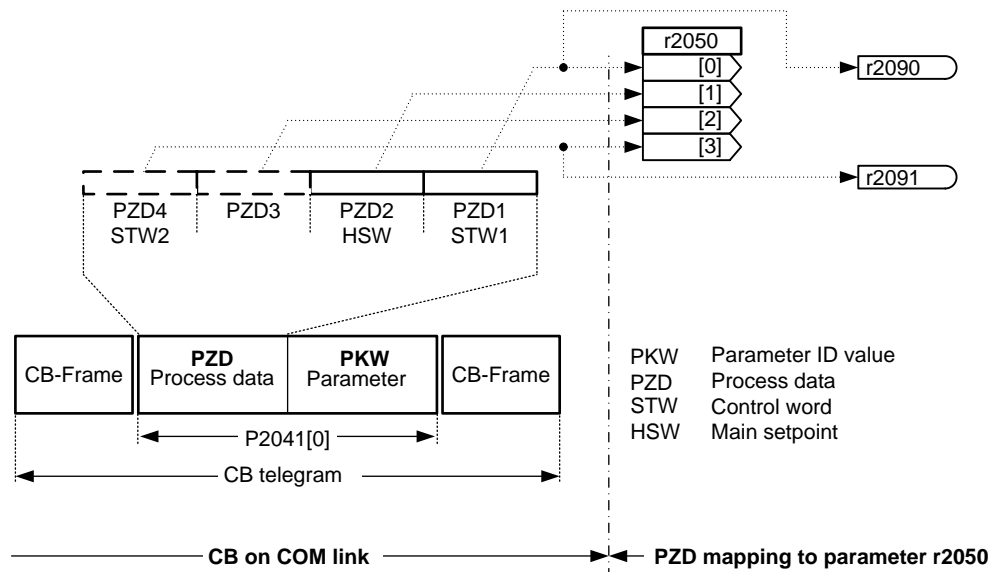 r2050
[0]
r2090
[1]
[2]
[3]
r2091
PZD4 PZD3 PZD2 PZD1
STW2 HSW STW1
CB-Frame PZD PKW CB-Frame
Process data Parameter
P2041[0]
CB telegram
PKW Parameter ID value
PZD Process data
STW Control word
HSW Main setpoint
CB on COM link
PZD mapping to parameter r2050